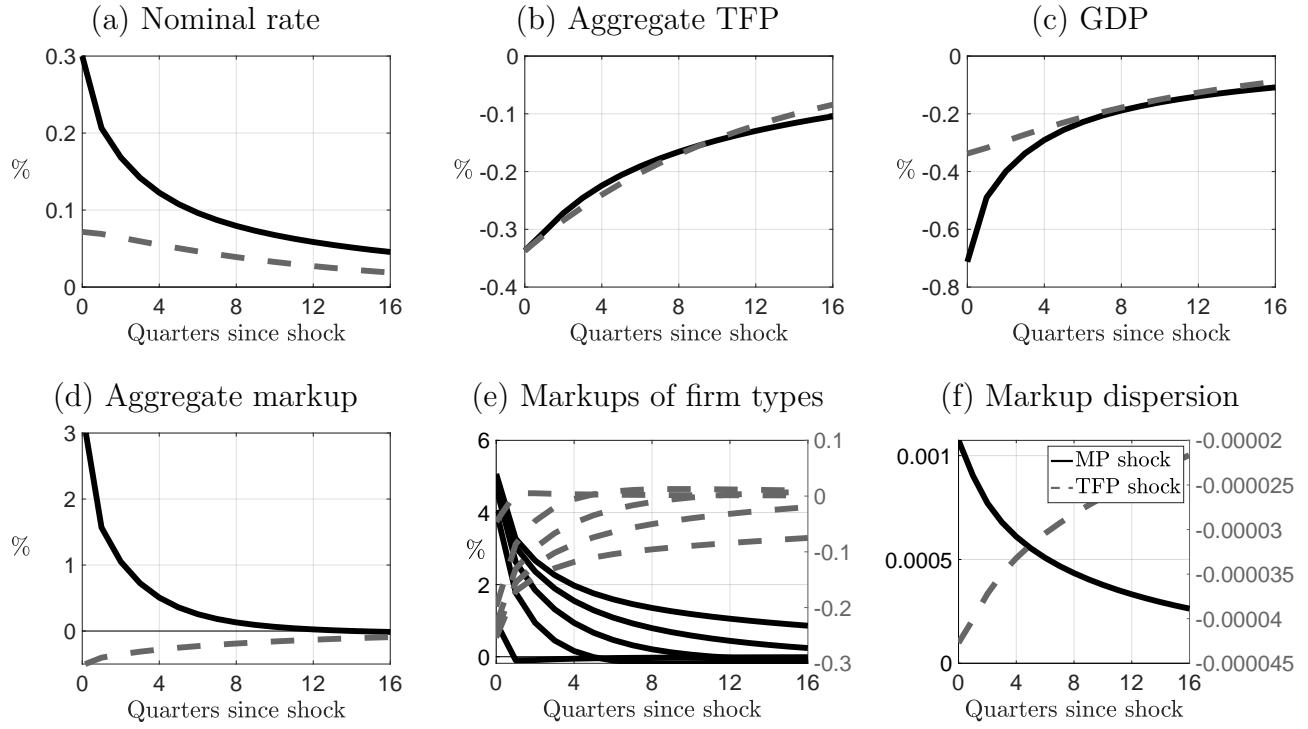 (a) Nominal rate
(b) Aggregate TFP
(c) GDP
0.3
0.2
0.1
0
%
0 4 8 12 16
Quarters since shock
0
-0.1
-0.2
-0.3
-0.4
%
0 4 8 12 16
Quarters since shock
0
-0.2
-0.4
-0.6
-0.8
%
0 4 8 12 16
Quarters since shock
(d) Aggregate markup
(e) Markups of firm types
(f) Markup dispersion
3
2
1
0
%
0 4 8 12 16
Quarters since shock
6
4
2
0
%
0.1
0
-0.1
-0.2
-0.3
0 4 8 12 16
Quarters since shock
0.001
0.0005
0
MP shock
TFP shock
-0.00002
-0.000025
-0.00003
-0.000035
-0.00004
-0.000045
0 4 8 12 16
Quarters since shock